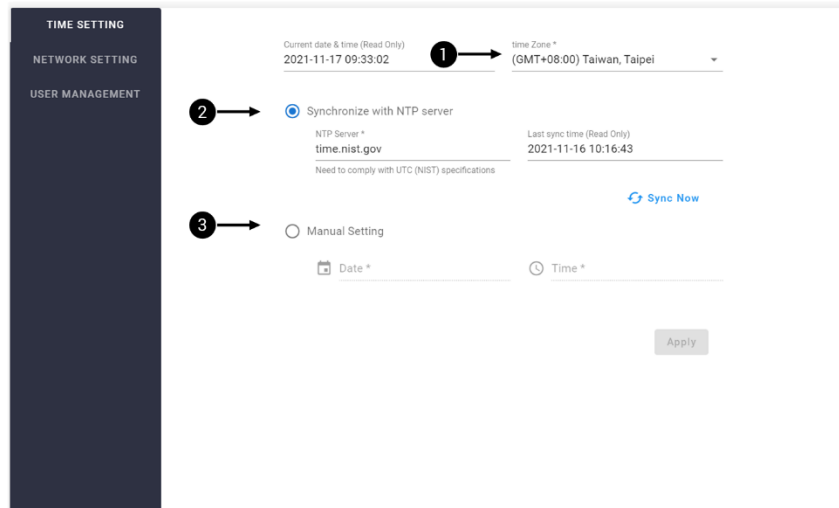 TIME SETTING
NETWORK SETTING
USER MANAGEMENT
Current date & time (Read Only)
2021-11-17 09:33:02
1
time Zone *
(GMT+08:00) Taiwan, Taipei
2
Synchronize with NTP server
NTP Server *
time.nist.gov
Need to comply with UTC (NIST) specifications
Last sync time (Read Only)
2021-11-16 10:16:43
Sync Now
3
Manual Setting
Date *
Time *
Apply